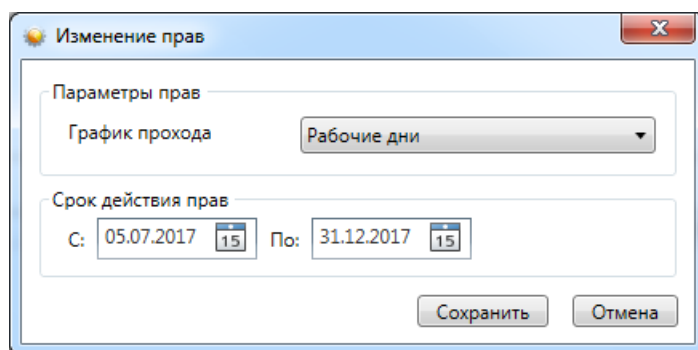 Изменение прав
Параметры прав
График прохода Рабочие дни
Срок действия прав
С: 05.07.2017 15 По: 31.12.2017 15
Сохранить Отмена